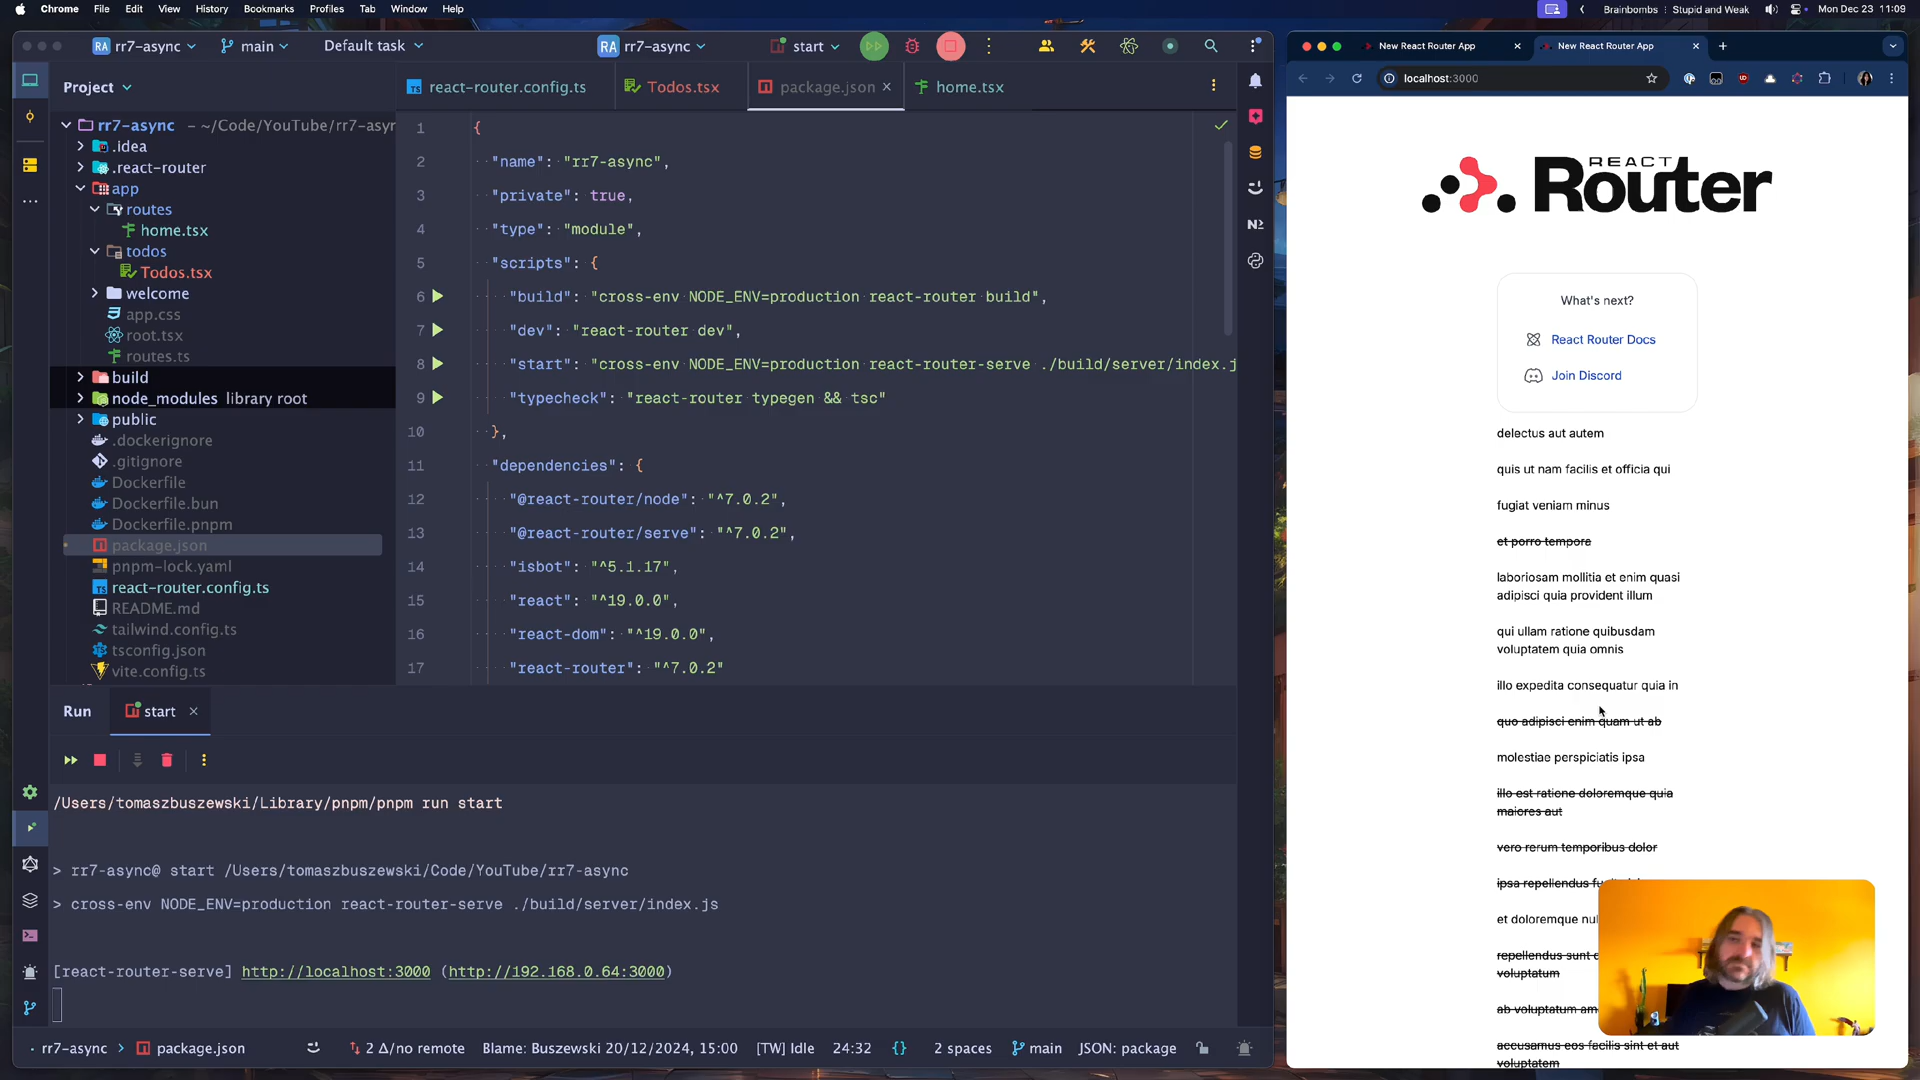 Chrome File Edit View History Bookmarks Profiles Tab Window Help
Brainbombs Stupid and Weak Mon Dec 23 11:09
RA rr7-async main Default task
RA rr7-async start
Project
react-router.config.ts Todos.tsx package.json home.tsx
rr7-async – ~/Code/YouTube/rr7-asyr
.idea
.react-router
app
routes
home.tsx
todos
Todos.tsx
welcome
app.css
root.tsx
routes.ts
build
node_modules library root
public
.dockerignore
.gitignore
Dockerfile
Dockerfile.bun
Dockerfile.pnpm
package.json
pnpm-lock.yaml
react-router.config.ts
README.md
tailwind.config.ts
tsconfig.json
vite.config.ts
1 {
2 "name": "rr7-async",
3 "private": true,
4 "type": "module",
5 "scripts": {
6 "build": "cross-env NODE_ENV=production react-router build",
7 "dev": "react-router dev",
8 "start": "cross-env NODE_ENV=production react-router-serve ./build/server/index.j
9 "typecheck": "react-router typegen && tsc"
10 },
11 "dependencies": {
12 "@react-router/node": "^7.0.2",
13 "@react-router/serve": "^7.0.2",
14 "isbot": "^5.1.17",
15 "react": "^19.0.0",
16 "react-dom": "^19.0.0",
17 "react-router": "^7.0.2"
Run start
/Users/tomaszbuszewski/Library/pnpm/pnpm run start
> rr7-async@ start /Users/tomaszbuszewski/Code/YouTube/rr7-async
> cross-env NODE_ENV=production react-router-serve ./build/server/index.js
[react-router-serve] http://localhost:3000 (http://192.168.0.64:3000)
rr7-async > package.json 2 Δ/no remote Blame: Buszewski 20/12/2024, 15:00 [TW] Idle 24:32 {} 2 spaces main JSON: package
New React Router App New React Router App
localhost:3000
REACT
Router
What's next?
React Router Docs
Join Discord
delectus aut autem
quis ut nam facilis et officia qui
fugiat veniam minus
et porro tempora
laboriosam mollitia et enim quasi
adipisci quia provident illum
qui ullam ratione quibusdam
voluptatem quia omnis
illo expedita consequatur quia in
quo adipisci enim quam ut ab
molestiae perspiciatis ipsa
illo est ratione doloremque quia
maiores aut
vero rerum temporibus dolor
ipsa repellendus
et doloremque nul
repellendus sunt
voluptatum
ab voluptatum am
accusamus eos facilis sint et aut
voluptatem